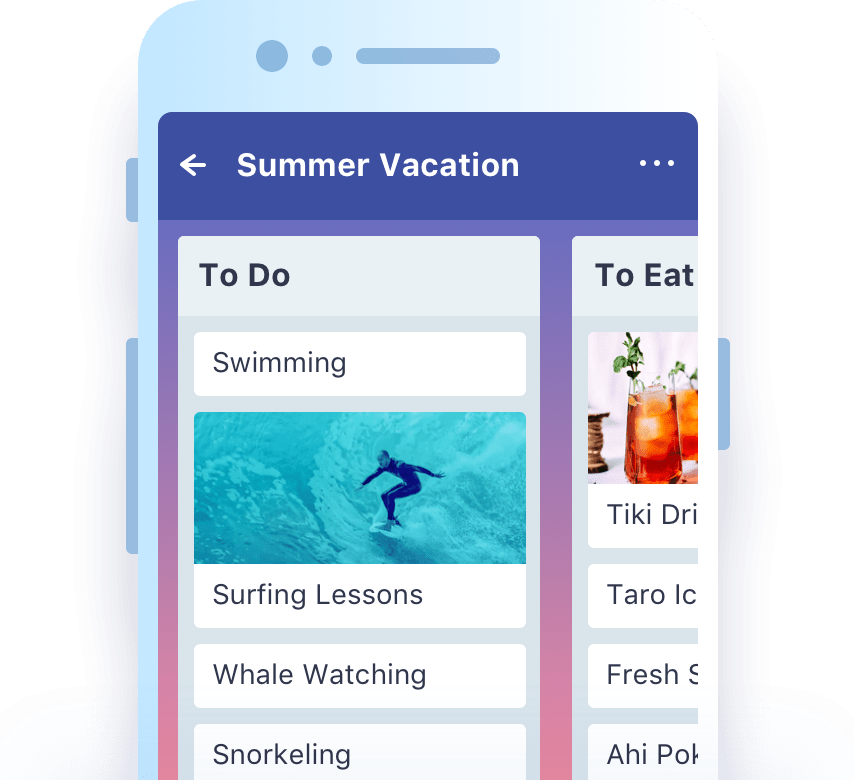 Summer Vacation
To Do
Swimming
Surfing Lessons
Whale Watching
Snorkeling
To Eat
Tiki Dri
Taro Ic
Fresh S
Ahi Pok